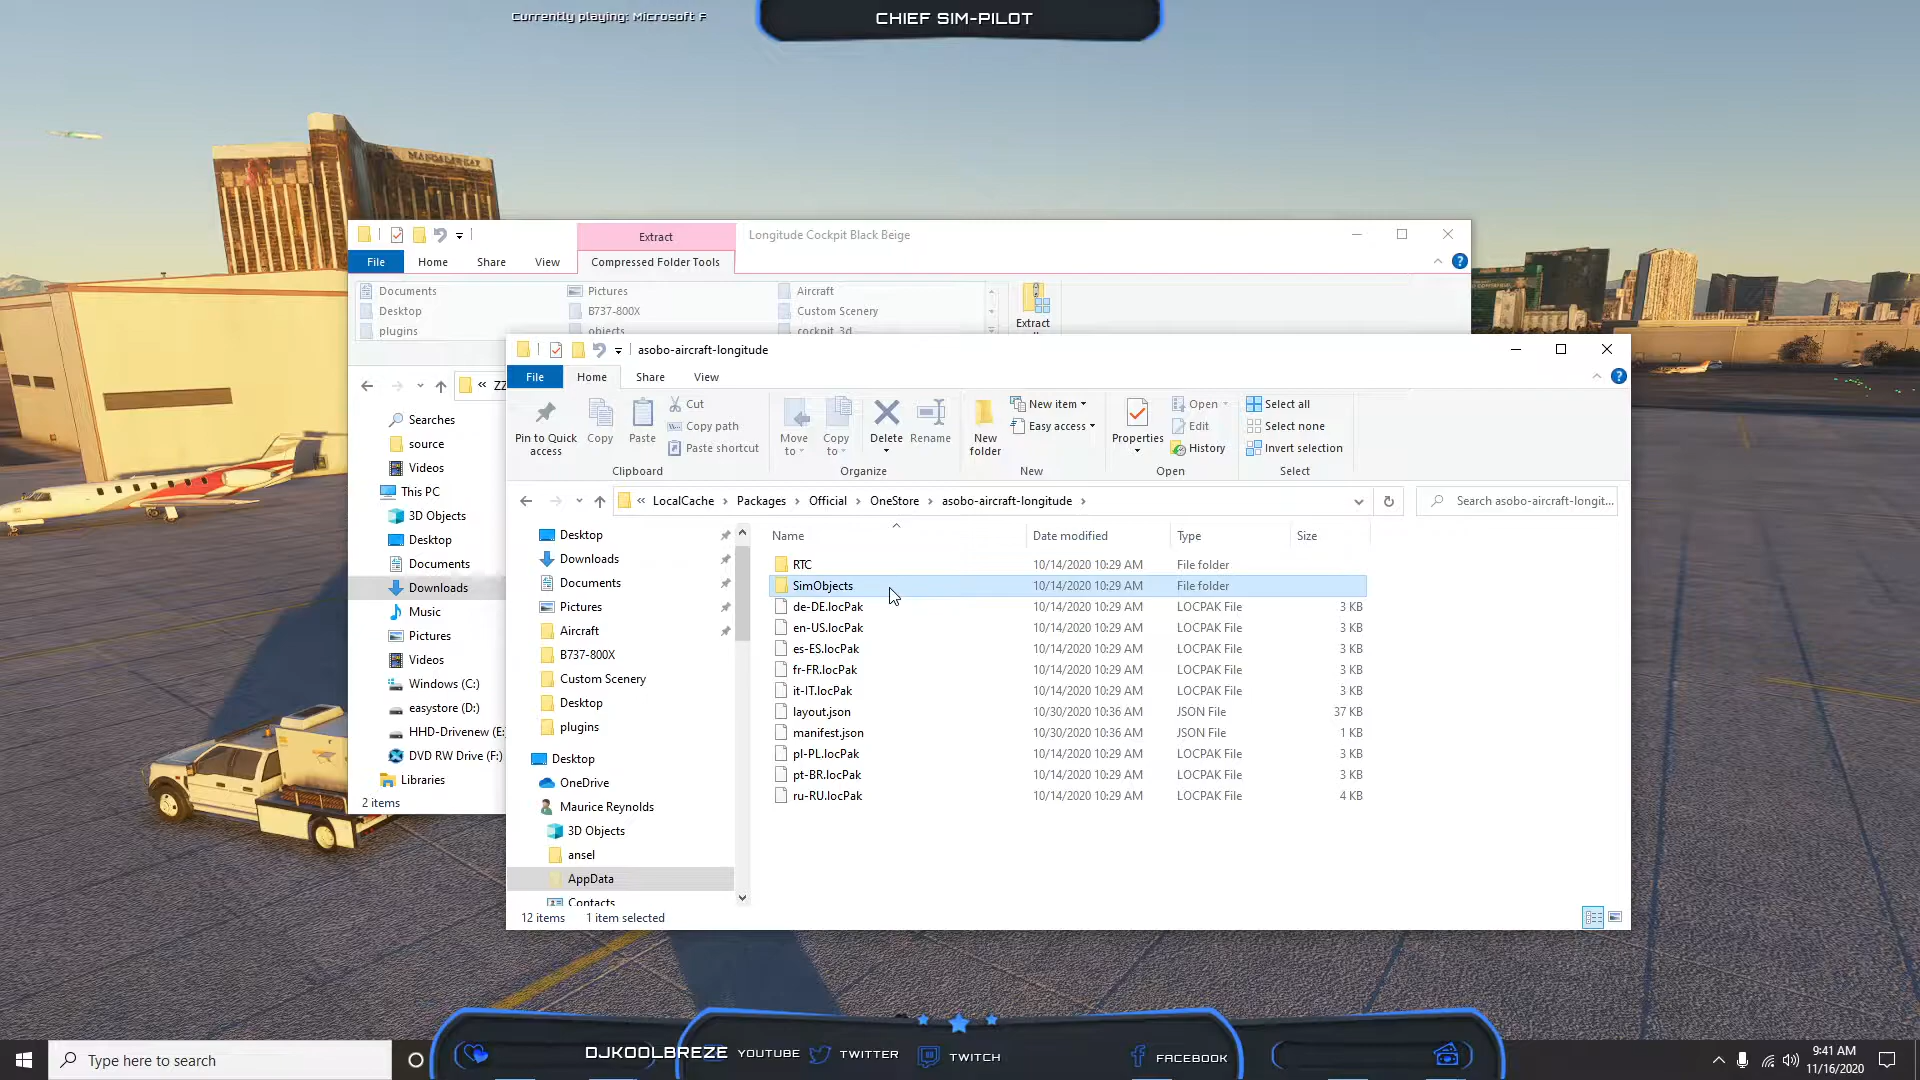 Currently playing: Microsoft F
CHIEF SIM-PILOT
MANDALAY BAY
Extract
Longitude Cockpit Black Beige
File
Home
Share
View
Compressed Folder Tools
Documents
Pictures
Aircraft
Desktop
B737-800X
Custom Scenery
plugins
objects
cockpit_3d
Extract
« ZZ
Searches
source
Videos
This PC
3D Objects
Desktop
Documents
Downloads
Music
Pictures
Videos
Windows (C:)
easystore (D:)
HHD-Drivenew (E:
DVD RW Drive (F:)
Libraries
2 items
asobo-aircraft-longitude
File
Home
Share
View
Pin to Quick access
Copy
Paste
Cut
Copy path
Paste shortcut
Clipboard
Move to
Copy to
Delete
Rename
Organize
New folder
New item
Easy access
New
Properties
Open
Edit
History
Open
Select all
Select none
Invert selection
Select
« LocalCache > Packages > Official > OneStore > asobo-aircraft-longitude >
Search asobo-aircraft-longit...
Desktop
Downloads
Documents
Pictures
Aircraft
B737-800X
Custom Scenery
Desktop
plugins
Desktop
OneDrive
Maurice Reynolds
3D Objects
ansel
AppData
Contacts
Name Date modified Type Size
RTC 10/14/2020 10:29 AM File folder
SimObjects 10/14/2020 10:29 AM File folder
de-DE.locPak 10/14/2020 10:29 AM LOCPAK File 3 KB
en-US.locPak 10/14/2020 10:29 AM LOCPAK File 3 KB
es-ES.locPak 10/14/2020 10:29 AM LOCPAK File 3 KB
fr-FR.locPak 10/14/2020 10:29 AM LOCPAK File 3 KB
it-IT.locPak 10/14/2020 10:29 AM LOCPAK File 3 KB
layout.json 10/30/2020 10:36 AM JSON File 37 KB
manifest.json 10/30/2020 10:36 AM JSON File 1 KB
pl-PL.locPak 10/14/2020 10:29 AM LOCPAK File 3 KB
pt-BR.locPak 10/14/2020 10:29 AM LOCPAK File 3 KB
ru-RU.locPak 10/14/2020 10:29 AM LOCPAK File 4 KB
12 items 1 item selected
DJKOOLBREZE YOUTUBE TWITTER TWITCH FACEBOOK
Type here to search
9:41 AM
11/16/2020